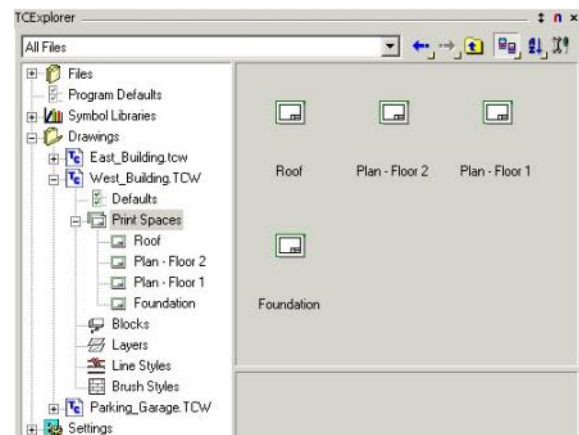 TCExplorer
All Files
Files
Program Defaults
Symbol Libraries
Drawings
East_Building.tcw
West_Building.TCW
Defaults
Print Spaces
Roof
Plan - Floor 2
Plan - Floor 1
Foundation
Blocks
Layers
Line Styles
Brush Styles
Parking_Garage.TCW
Settings
Roof Plan - Floor 2 Plan - Floor 1
Foundation